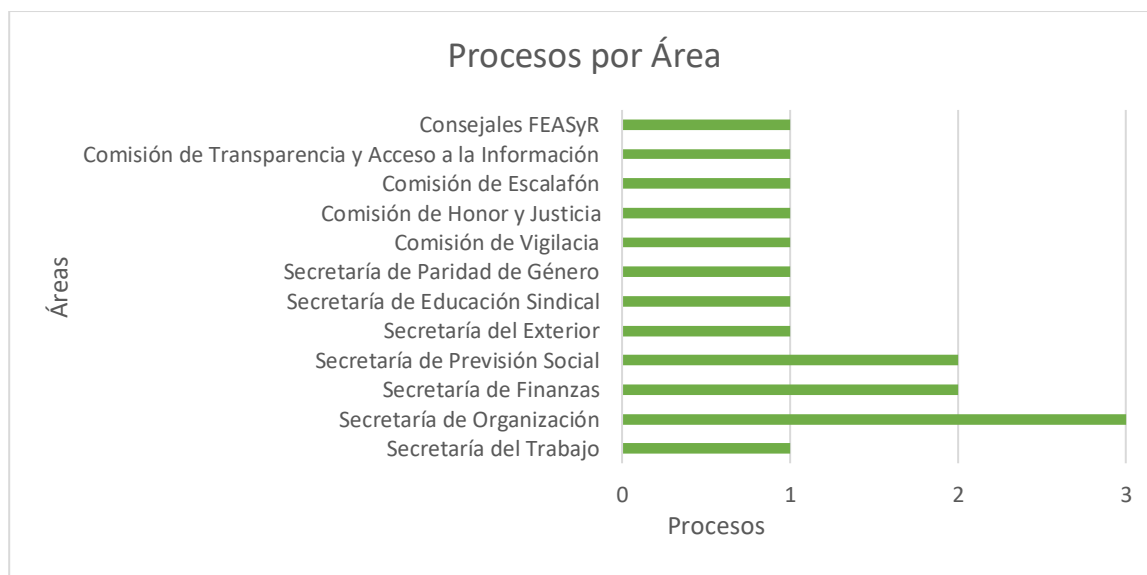 Procesos por Área
Consejales FEASyR
Comisión de Transparencia y Acceso a la Información
Comisión de Escalafón
Comisión de Honor y Justicia
Comisión de Vigilacia
Secretaría de Paridad de Género
Secretaría de Educación Sindical
Secretaría del Exterior
Secretaría de Previsión Social
Secretaría de Finanzas
Secretaría de Organización
Secretaría del Trabajo
Áreas
0 1 2 3
Procesos